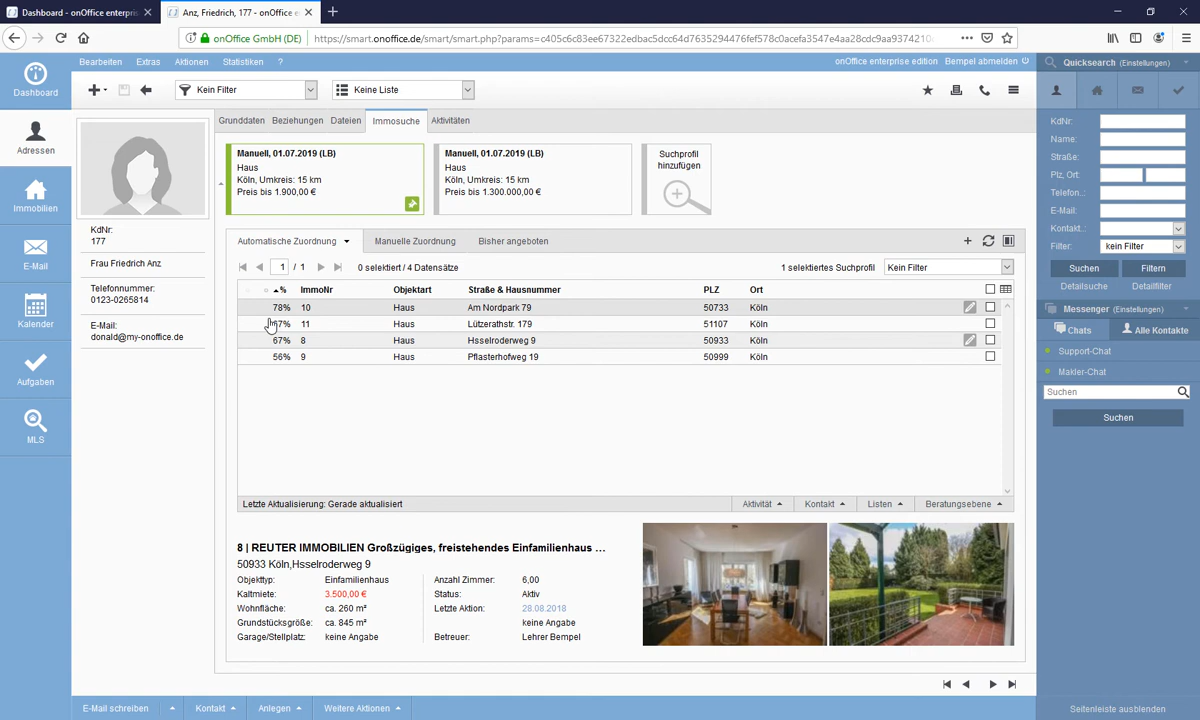 Dashboard - onOffice enterpris
Anz, Friedrich, 177 - onOffice e
onOffice GmbH (DE)
https://smart.onoffice.de/smart/smart.php?params=c405c6c83ee67322edbac5dcc64d7635294476fef578c0acefa3547e4aa28cdc9aa9374210
Bearbeiten
Extras
Aktionen
Statistiken
?
onOffice enterprise edition
Bempel abmelden
Quicksearch (Einstellungen)
Dashboard
Adressen
Immobilien
E-Mail
Kalender
Aufgaben
MLS
Kein Filter
Keine Liste
KdNr:
177
Frau Friedrich Anz
Telefonnummer:
0123-0265814
E-Mail:
donald@my-onoffice.de
Grunddaten
Beziehungen
Dateien
Immosuche
Aktivitäten
Manuell, 01.07.2019 (LB)
Haus
Köln, Umkreis: 15 km
Preis bis 1.900,00 €
Manuell, 01.07.2019 (LB)
Haus
Köln, Umkreis: 15 km
Preis bis 1.300.000,00 €
Suchprofil
hinzufügen
Automatische Zuordnung
Manuelle Zuordnung
Bisher angeboten
1 / 1
0 selektiert / 4 Datensätze
1 selektiertes Suchprofil
Kein Filter
% ImmoNr Objektart Straße & Hausnummer PLZ Ort
78% 10 Haus Am Nordpark 79 50733 Köln
67% 11 Haus Lützerathstr. 179 51107 Köln
67% 8 Haus Hsselroderweg 9 50933 Köln
56% 9 Haus Pflasterhofweg 19 50999 Köln
Letzte Aktualisierung: Gerade aktualisiert
Aktivität
Kontakt
Listen
Beratungsebene
8 | REUTER IMMOBILIEN Großzügiges, freistehendes Einfamilienhaus ...
50933 Köln,Hsselroderweg 9
Objekttyp: Einfamilienhaus
Kaltmiete: 3.500,00 €
Wohnfläche: ca. 260 m²
Grundstücksgröße: ca. 845 m²
Garage/Stellplatz: keine Angabe
Anzahl Zimmer: 6,00
Status: Aktiv
Letzte Aktion: 28.08.2018
keine Angabe
Betreuer: Lehrer Bempel
KdNr:
Name:
Straße:
Plz, Ort:
Telefon..:
E-Mail:
Kontakt.:
Filter: kein Filter
Suchen
Filtern
Detailsuche
Detailfilter
Messenger (Einstellungen)
Chats
Alle Kontakte
Support-Chat
Makler-Chat
Suchen
Suchen
E-Mail schreiben
Kontakt
Anlegen
Weitere Aktionen
Seitenleiste ausblenden